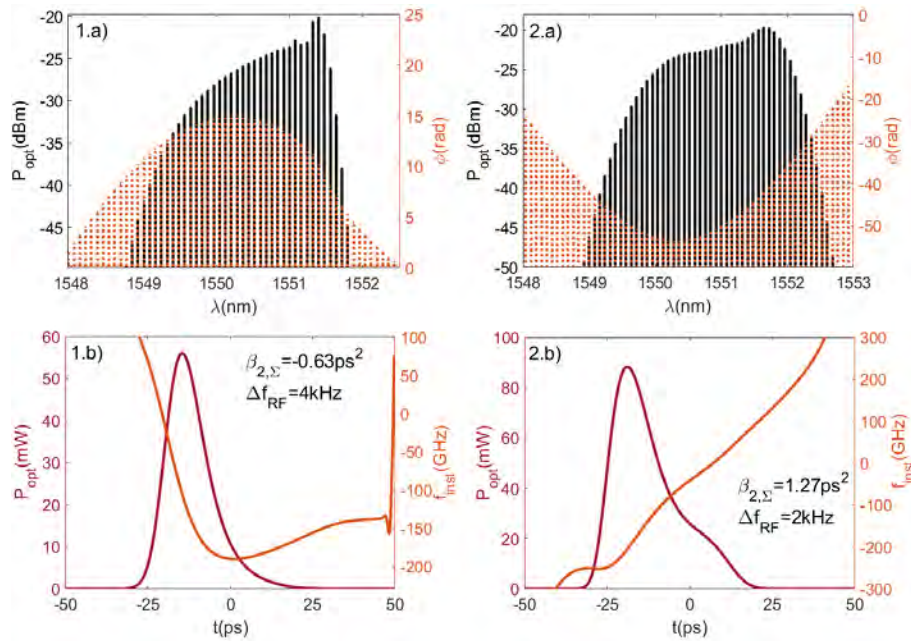 1.a)
-20
-25
-30
-35
-40
-45
P_opt(dBm)
25
20
15
10
5
0
ϕ(rad)
1548 1549 1550 1551 1552
λ(nm)
2.a)
-20
-25
-30
-35
-40
-45
-50
P_opt(dBm)
0
-10
-20
-30
-40
-50
ϕ(rad)
1548 1549 1550 1551 1552 1553
λ(nm)
1.b)
60
50
40
30
20
10
0
P_opt(mW)
β_2,Σ=-0.63ps²
Δf_RF=4kHz
100
50
0
-50
-100
-150
-200
f_inst(GHz)
-50 -25 0 25 50
t(ps)
2.b)
100
80
60
40
20
0
P_opt(mW)
β_2,Σ=1.27ps²
Δf_RF=2kHz
300
200
100
0
-100
-200
-300
f_inst(GHz)
-50 -25 0 25 50
t(ps)